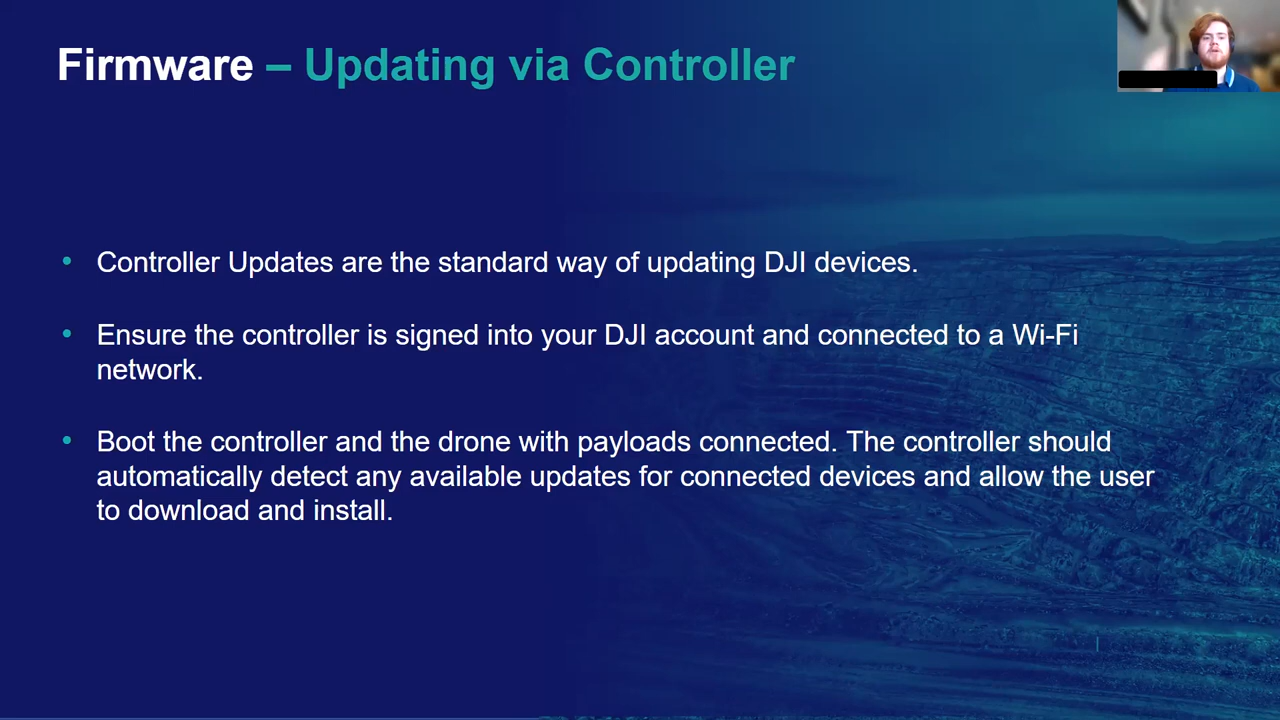 Firmware – Updating via Controller
• Controller Updates are the standard way of updating DJI devices.
• Ensure the controller is signed into your DJI account and connected to a Wi-Fi
network.
• Boot the controller and the drone with payloads connected. The controller should
automatically detect any available updates for connected devices and allow the user
to download and install.